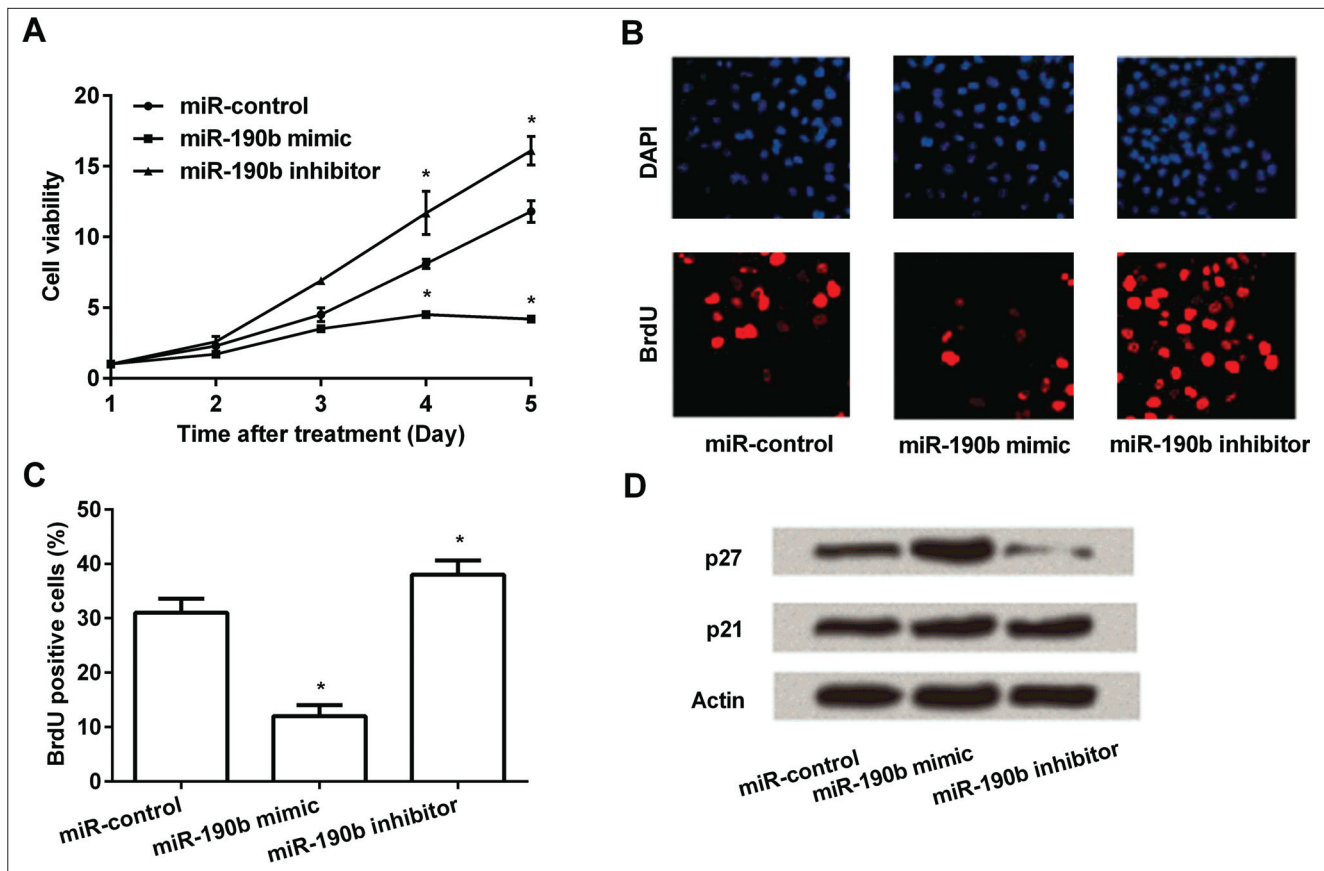 A
20
15
10
5
0
Cell viability
miR-control
miR-190b mimic
miR-190b inhibitor
*
*
*
*
1 2 3 4 5
Time after treatment (Day)
B
DAPI
BrdU
miR-control miR-190b mimic miR-190b inhibitor
C
50
40
30
20
10
0
BrdU positive cells (%)
*
*
miR-control
miR-190b mimic
miR-190b inhibitor
D
p27
p21
Actin
miR-control
miR-190b mimic
miR-190b inhibitor